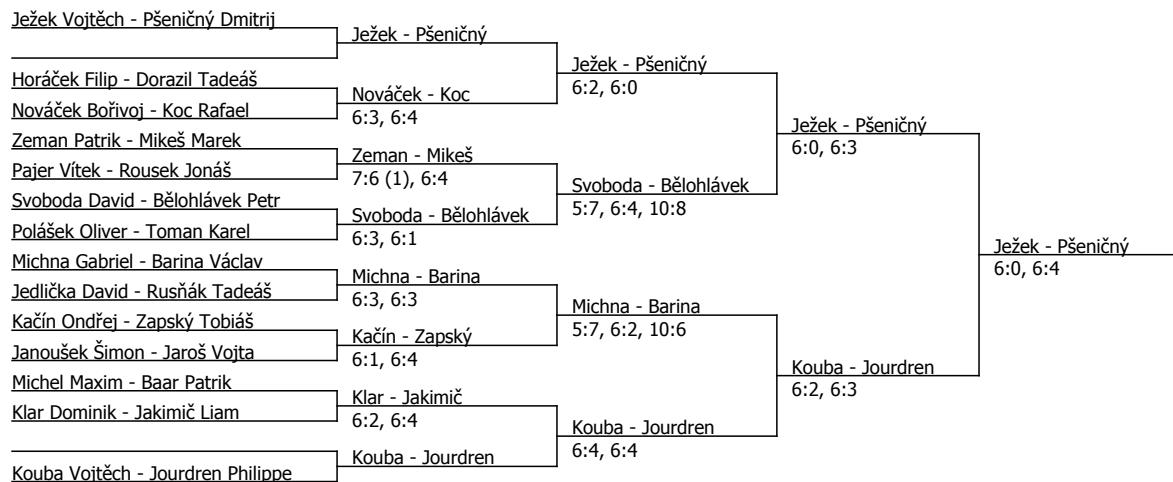 Ježek Vojtěch - Pšeničný Dmitrij
Horáček Filip - Dorazil Tadeáš
Nováček Bořivoj - Koc Rafael
Zeman Patrik - Mikeš Marek
Pajer Vítek - Rousek Jonáš
Svoboda David - Bělohlávek Petr
Polášek Oliver - Toman Karel
Michna Gabriel - Barina Václav
Jedlička David - Rusňák Tadeáš
Kačín Ondřej - Zapský Tobiáš
Janoušek Šimon - Jaroš Vojta
Michel Maxim - Baar Patrik
Klar Dominik - Jakimič Liam
Kouba Vojtěch - Jourdren Philippe
Ježek - Pšeničný
Nováček - Koc
6:3, 6:4
Zeman - Mikeš
7:6 (1), 6:4
Svoboda - Bělohlávek
6:3, 6:1
Michna - Barina
6:3, 6:3
Kačín - Zapský
6:1, 6:4
Klar - Jakimič
6:2, 6:4
Kouba - Jourdren
Ježek - Pšeničný
6:2, 6:0
Svoboda - Bělohlávek
5:7, 6:4, 10:8
Michna - Barina
5:7, 6:2, 10:6
Kouba - Jourdren
6:4, 6:4
Ježek - Pšeničný
6:0, 6:3
Kouba - Jourdren
6:2, 6:3
Ježek - Pšeničný
6:0, 6:4